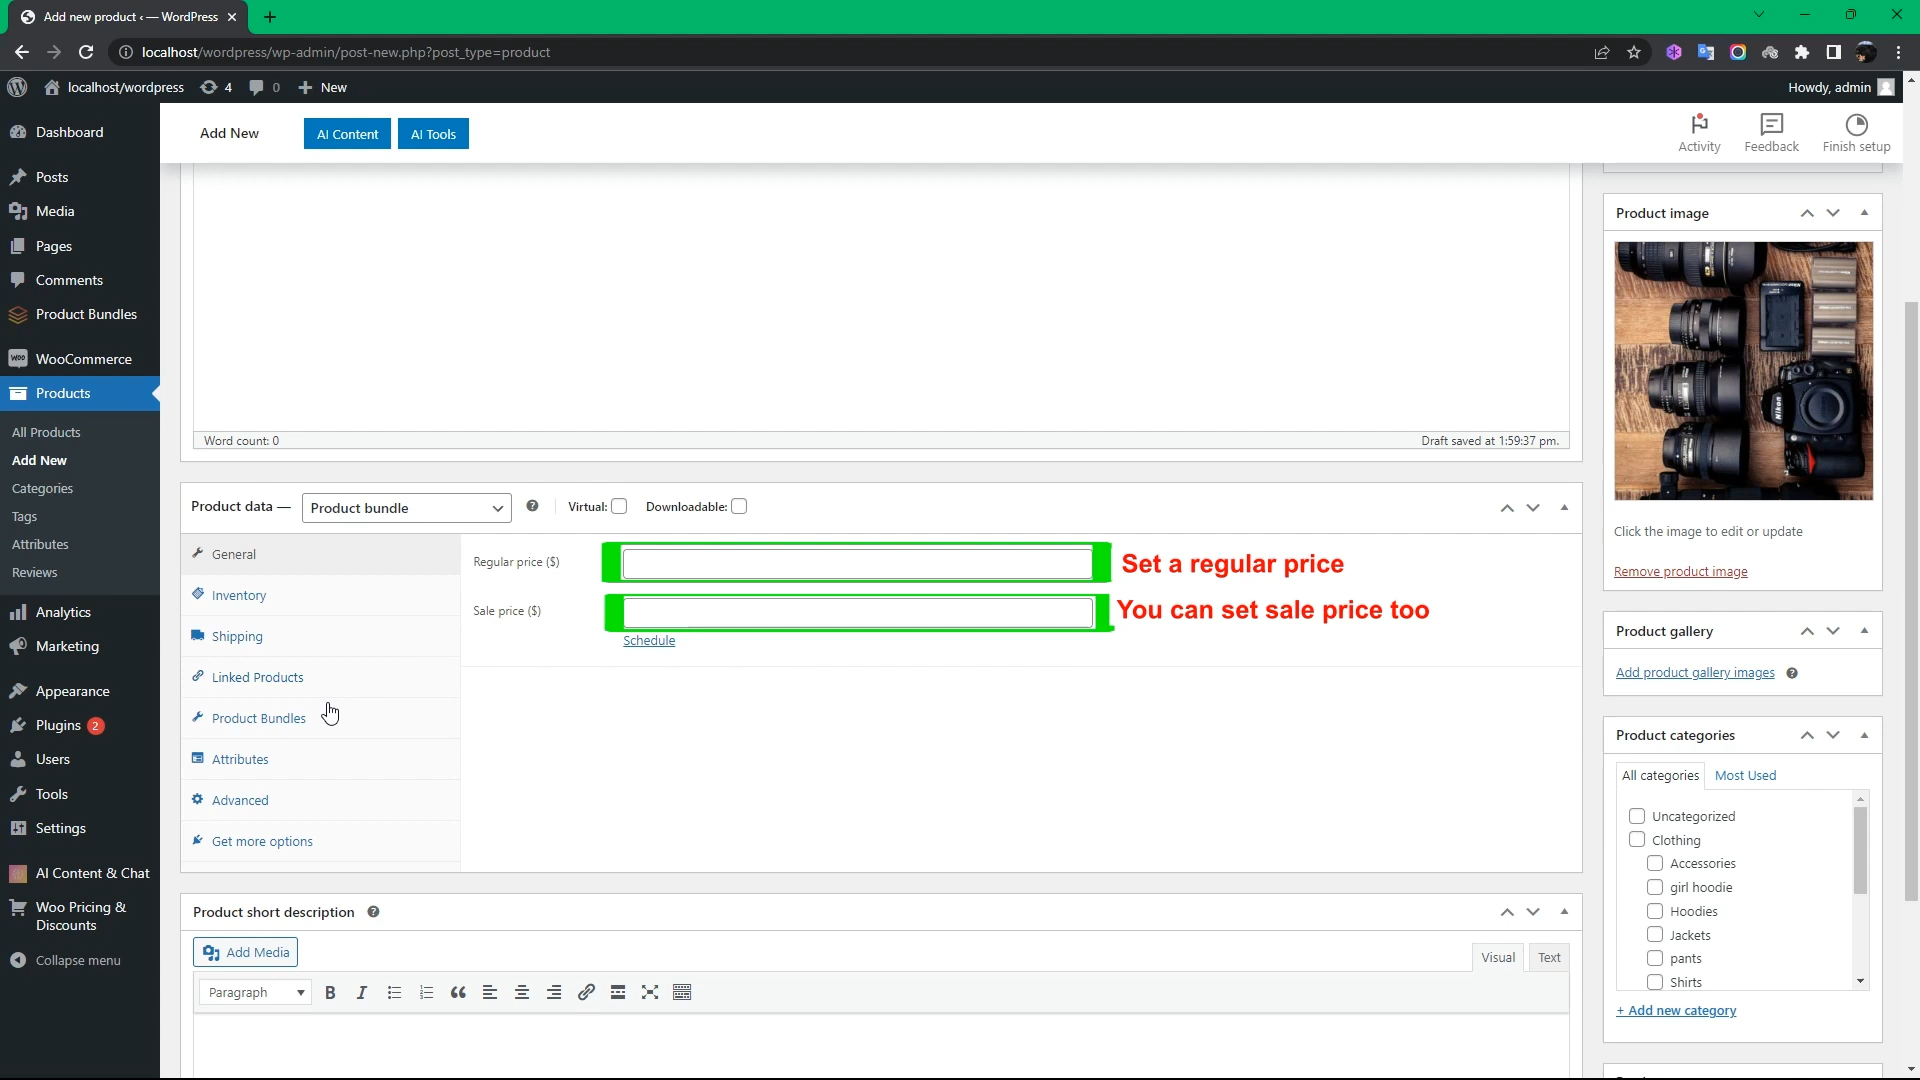 Add new product ‹ — WordPress
localhost/wordpress/wp-admin/post-new.php?post_type=product
localhost/wordpress 4 0 New
Howdy, admin
Dashboard
Posts
Media
Pages
Comments
Product Bundles
WooCommerce
Products
All Products
Add New
Categories
Tags
Attributes
Reviews
Analytics
Marketing
Appearance
Plugins 2
Users
Tools
Settings
AI Content & Chat
Woo Pricing &
Discounts
Collapse menu
Add New AI Content AI Tools
Activity Feedback Finish setup
Word count: 0 Draft saved at 1:59:37 pm.
Product data — Product bundle Virtual: Downloadable:
General
Inventory
Shipping
Linked Products
Product Bundles
Attributes
Advanced
Get more options
Regular price ($) Set a regular price
Sale price ($) You can set sale price too
Schedule
Product short description
Add Media Visual Text
Paragraph B I
Product image
Nikon
Click the image to edit or update
Remove product image
Product gallery
Add product gallery images
Product categories
All categories Most Used
Uncategorized
Clothing
Accessories
girl hoodie
Hoodies
Jackets
pants
Shirts
+ Add new category